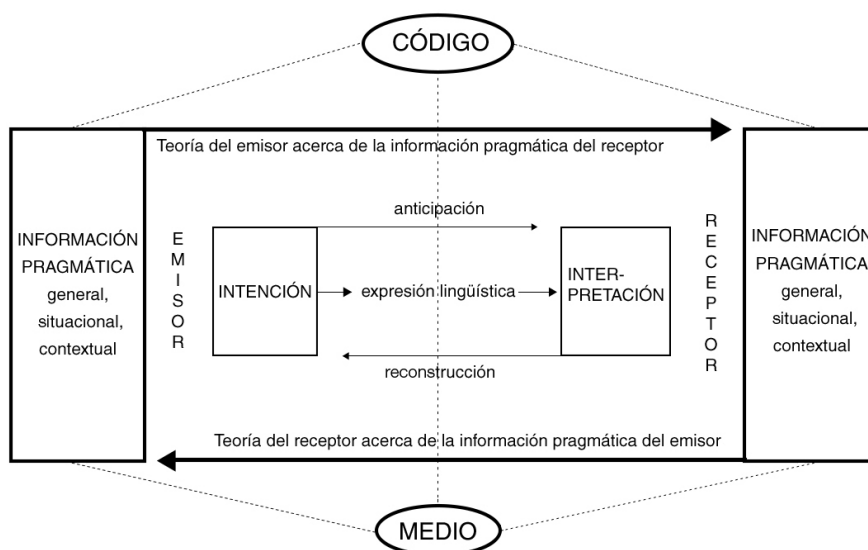 CÓDIGO
Teoría del emisor acerca de la información pragmática del receptor
INFORMACIÓN
PRAGMÁTICA
general,
situacional,
contextual
EMISOR
anticipación
INTENCIÓN
expresión lingüística
INTER-
PRETACIÓN
reconstrucción
RECEPTOR
INFORMACIÓN
PRAGMÁTICA
general,
situacional,
contextual
Teoría del receptor acerca de la información pragmática del emisor
MEDIO